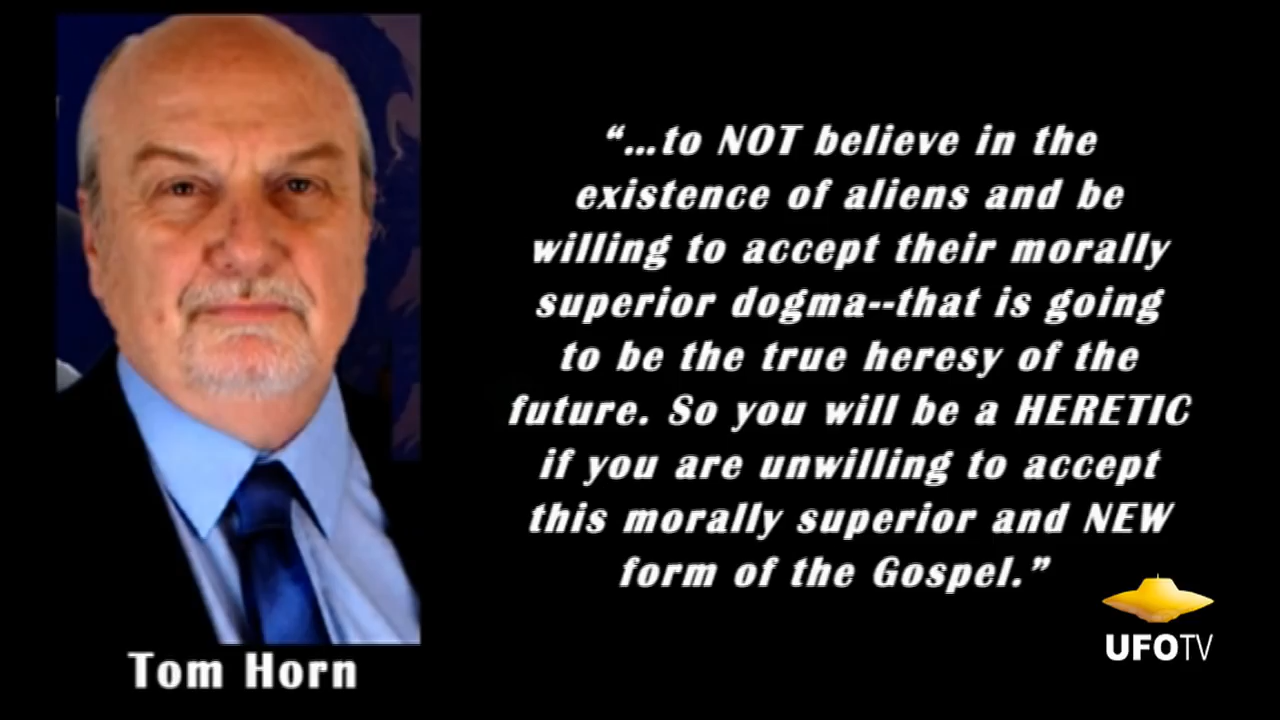 “...to NOT believe in the
existence of aliens and be
willing to accept their morally
superior dogma--that is going
to be the true heresy of the
future. So you will be a HERETIC
if you are unwilling to accept
this morally superior and NEW
form of the Gospel.”
UFOTV
Tom Horn